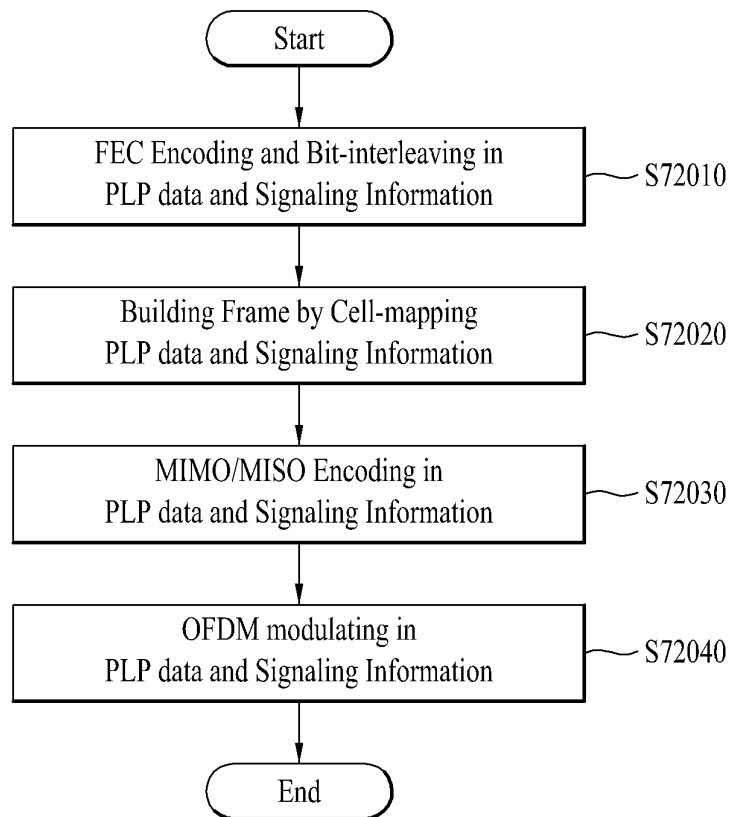 Start
FEC Encoding and Bit-interleaving in
PLP data and Signaling Information
S72010
Building Frame by Cell-mapping
PLP data and Signaling Information
S72020
MIMO/MISO Encoding in
PLP data and Signaling Information
S72030
OFDM modulating in
PLP data and Signaling Information
S72040
End